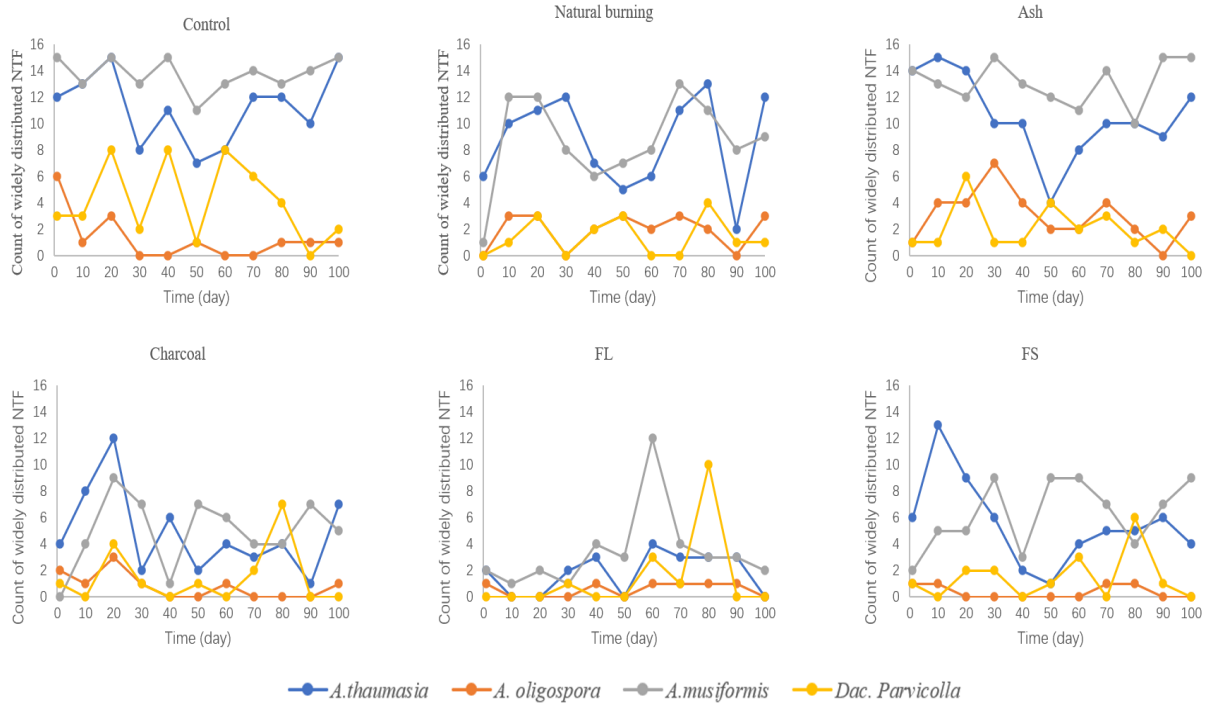 Control
Count of widely distributed NTF
16
14
12
10
8
6
4
2
0
0 10 20 30 40 50 60 70 80 90 100
Time (day)
Natural burning
Count of widely distributed NTF
16
14
12
10
8
6
4
2
0
0 10 20 30 40 50 60 70 80 90 100
Time (day)
Ash
Count of widely distributed NTF
16
14
12
10
8
6
4
2
0
0 10 20 30 40 50 60 70 80 90 100
Time (day)
Charcoal
Count of widely distributed NTF
16
14
12
10
8
6
4
2
0
0 10 20 30 40 50 60 70 80 90 100
Time (day)
FL
Count of widely distributed NTF
16
14
12
10
8
6
4
2
0
0 10 20 30 40 50 60 70 80 90 100
Time (day)
FS
Count of widely distributed NTF
16
14
12
10
8
6
4
2
0
0 10 20 30 40 50 60 70 80 90 100
Time (day)
A.thaumasia A. oligospora A.musiformis Dac. Parvicolla